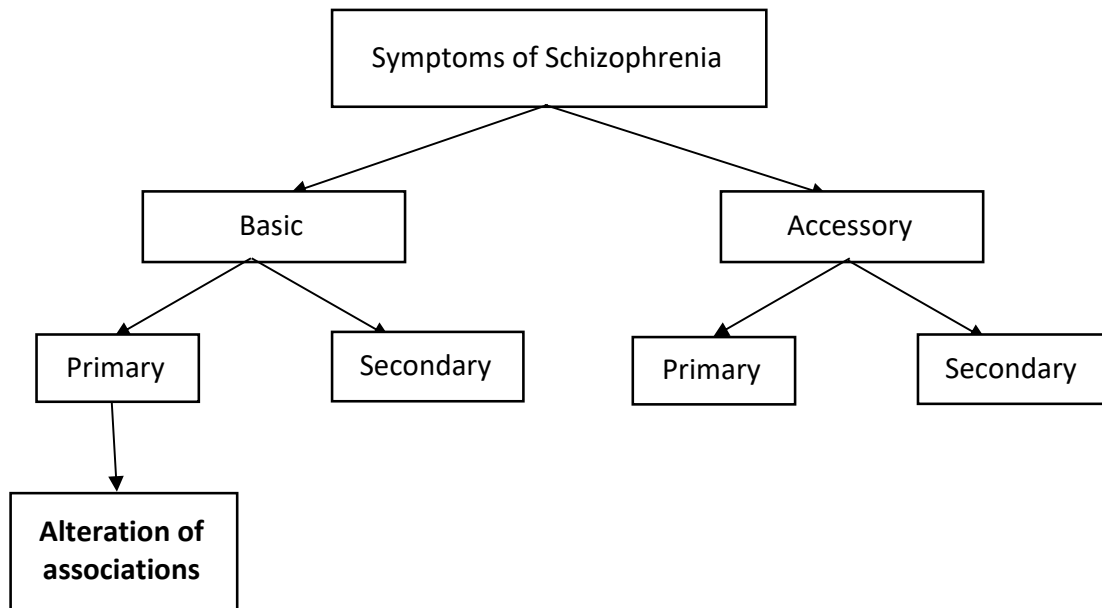 Symptoms of Schizophrenia
Basic
Accessory
Primary
Secondary
Primary
Secondary
Alteration of
associations